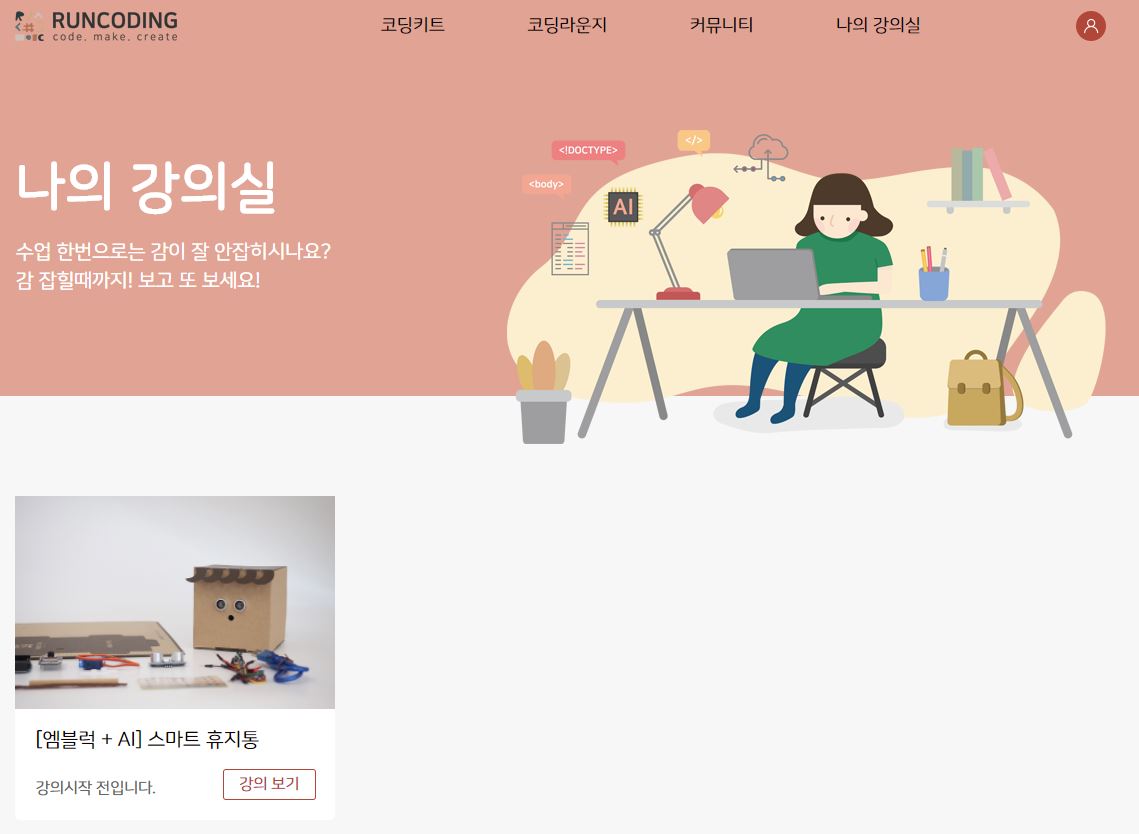 RUNCODING
code. make. create
코딩키트
코딩라운지
커뮤니티
나의 강의실
<!DOCTYPE>
</>
<body>
AI
나의 강의실
수업 한번으로는 감이 잘 안잡히시나요?
감 잡힐때까지! 보고 또 보세요!
[엠블럭 + AI] 스마트 휴지통
강의시작 전입니다.
강의 보기